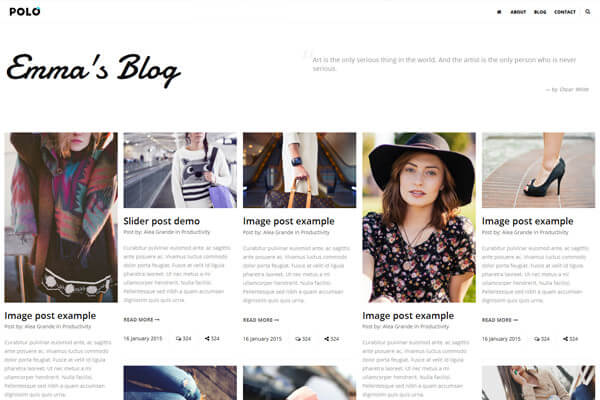 POLO
ABOUT BLOG CONTACT
Emma's Blog
Art is the only serious thing in the world. And the artist is the only person who is never
serious.
— by Oscar Wilde
Image post example
Post by: Alea Grande in Productivity
Curabitur pulvinar euismod ante, ac sagittis
ante posuere ac. Vivamus luctus commodo
dolor porta feugiat. Fusce at velit id ligula
pharetra laoreet. Ut nec metus a mi
ullamcorper hendrerit. Nulla facilisi.
Pellentesque sed nibh a quam accumsan
dignissim quis quis urna.
Slider post demo
Post by: Alea Grande in Productivity
Curabitur pulvinar euismod ante, ac sagittis
ante posuere ac. Vivamus luctus commodo
dolor porta feugiat. Fusce at velit id ligula
pharetra laoreet. Ut nec metus a mi
ullamcorper hendrerit. Nulla facilisi.
Pellentesque sed nibh a quam accumsan
dignissim quis quis urna.
READ MORE
16 January 2015 324 324
Image post example
Post by: Alea Grande in Productivity
Curabitur pulvinar euismod ante, ac sagittis
ante posuere ac. Vivamus luctus commodo
dolor porta feugiat. Fusce at velit id ligula
pharetra laoreet. Ut nec metus a mi
ullamcorper hendrerit. Nulla facilisi.
Pellentesque sed nibh a quam accumsan
dignissim quis quis urna.
READ MORE
16 January 2015 324 324
Image post example
Post by: Alea Grande in Productivity
Curabitur pulvinar euismod ante, ac sagittis
ante posuere ac. Vivamus luctus commodo
dolor porta feugiat. Fusce at velit id ligula
pharetra laoreet. Ut nec metus a mi
ullamcorper hendrerit. Nulla facilisi.
Pellentesque sed nibh a quam accumsan
dignissim quis quis urna.
Image post example
Post by: Alea Grande in Productivity
Curabitur pulvinar euismod ante, ac sagittis
ante posuere ac. Vivamus luctus commodo
dolor porta feugiat. Fusce at velit id ligula
pharetra laoreet. Ut nec metus a mi
ullamcorper hendrerit. Nulla facilisi.
Pellentesque sed nibh a quam accumsan
dignissim quis quis urna.
READ MORE
16 January 2015 324 324